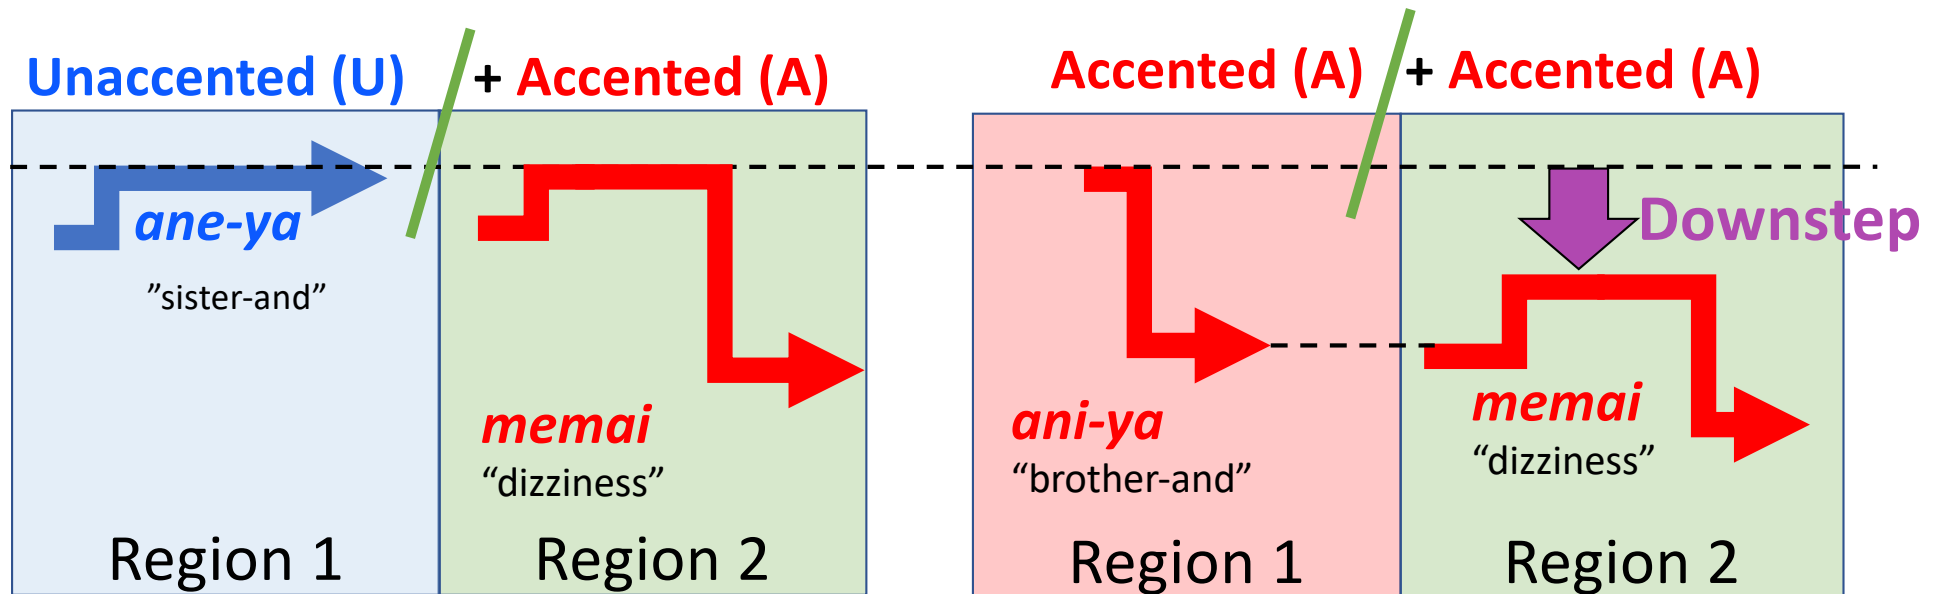 Unaccented (U) + Accented (A)
ane-ya
”sister-and”
memai
“dizziness”
Region 1
Region 2
Accented (A) + Accented (A)
Downstep
ani-ya
“brother-and”
memai
“dizziness”
Region 1
Region 2